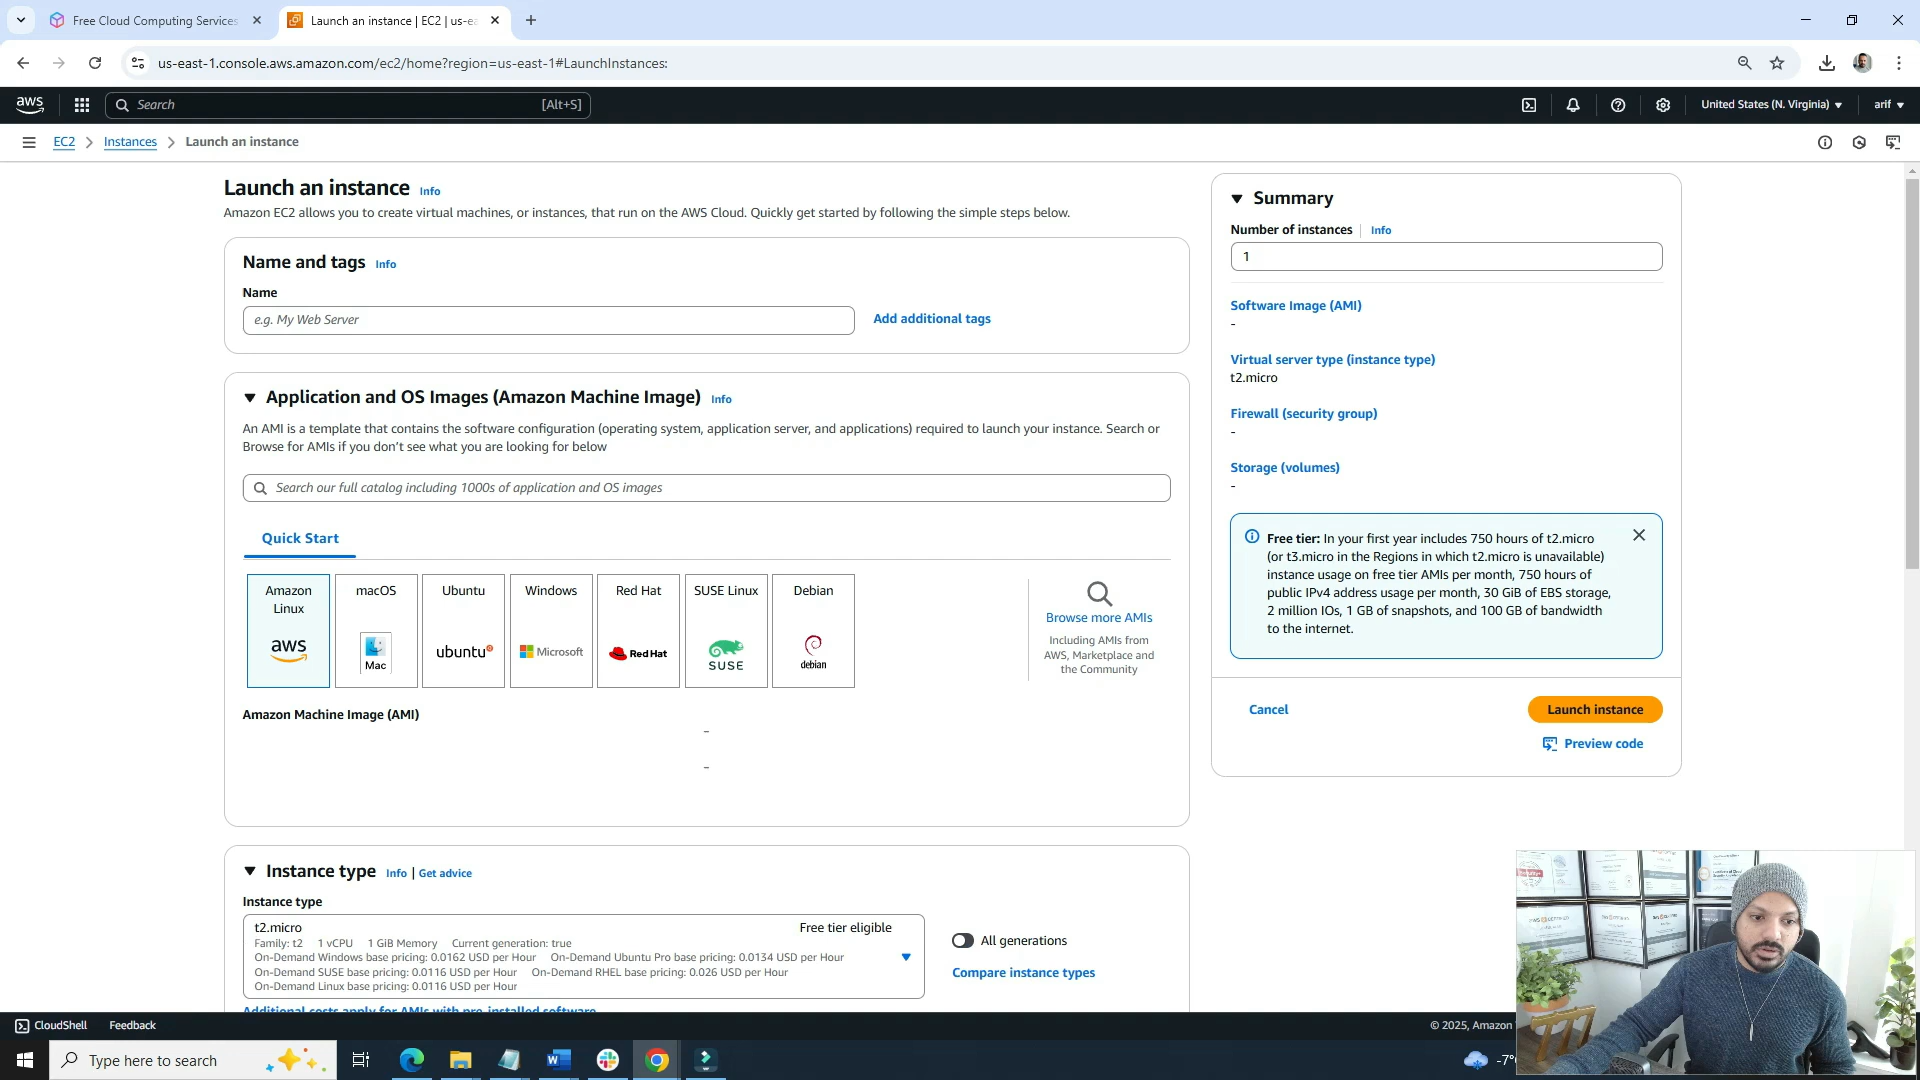 Free Cloud Computing Services
Launch an instance | EC2 | us-ea
us-east-1.console.aws.amazon.com/ec2/home?region=us-east-1#LaunchInstances:
aws
Search
[Alt+S]
United States (N. Virginia)
arif
EC2
Instances
Launch an instance
Launch an instance Info
Amazon EC2 allows you to create virtual machines, or instances, that run on the AWS Cloud. Quickly get started by following the simple steps below.
Name and tags Info
Name
e.g. My Web Server
Add additional tags
Application and OS Images (Amazon Machine Image) Info
An AMI is a template that contains the software configuration (operating system, application server, and applications) required to launch your instance. Search or
Browse for AMIs if you don't see what you are looking for below
Search our full catalog including 1000s of application and OS images
Quick Start
Amazon
Linux
aws
macOS
Mac
Ubuntu
ubuntu
Windows
Microsoft
Red Hat
Red Hat
SUSE Linux
SUSE
Debian
debian
Browse more AMIs
Including AMIs from
AWS, Marketplace and
the Community
Amazon Machine Image (AMI)
-
-
Instance type Info | Get advice
Instance type
t2.micro
Free tier eligible
Family: t2 1 vCPU 1 GiB Memory Current generation: true
On-Demand Windows base pricing: 0.0162 USD per Hour On-Demand Ubuntu Pro base pricing: 0.0134 USD per Hour
On-Demand SUSE base pricing: 0.0116 USD per Hour On-Demand RHEL base pricing: 0.026 USD per Hour
On-Demand Linux base pricing: 0.0116 USD per Hour
All generations
Compare instance types
Additional costs apply for AMIs with pre-installed software
Summary
Number of instances Info
1
Software Image (AMI)
-
Virtual server type (instance type)
t2.micro
Firewall (security group)
-
Storage (volumes)
-
Free tier: In your first year includes 750 hours of t2.micro
(or t3.micro in the Regions in which t2.micro is unavailable)
instance usage on free tier AMIs per month, 750 hours of
public IPv4 address usage per month, 30 GiB of EBS storage,
2 million IOs, 1 GB of snapshots, and 100 GB of bandwidth
to the internet.
Cancel
Launch instance
Preview code
CloudShell
Feedback
© 2025, Amazon
Type here to search
-7°